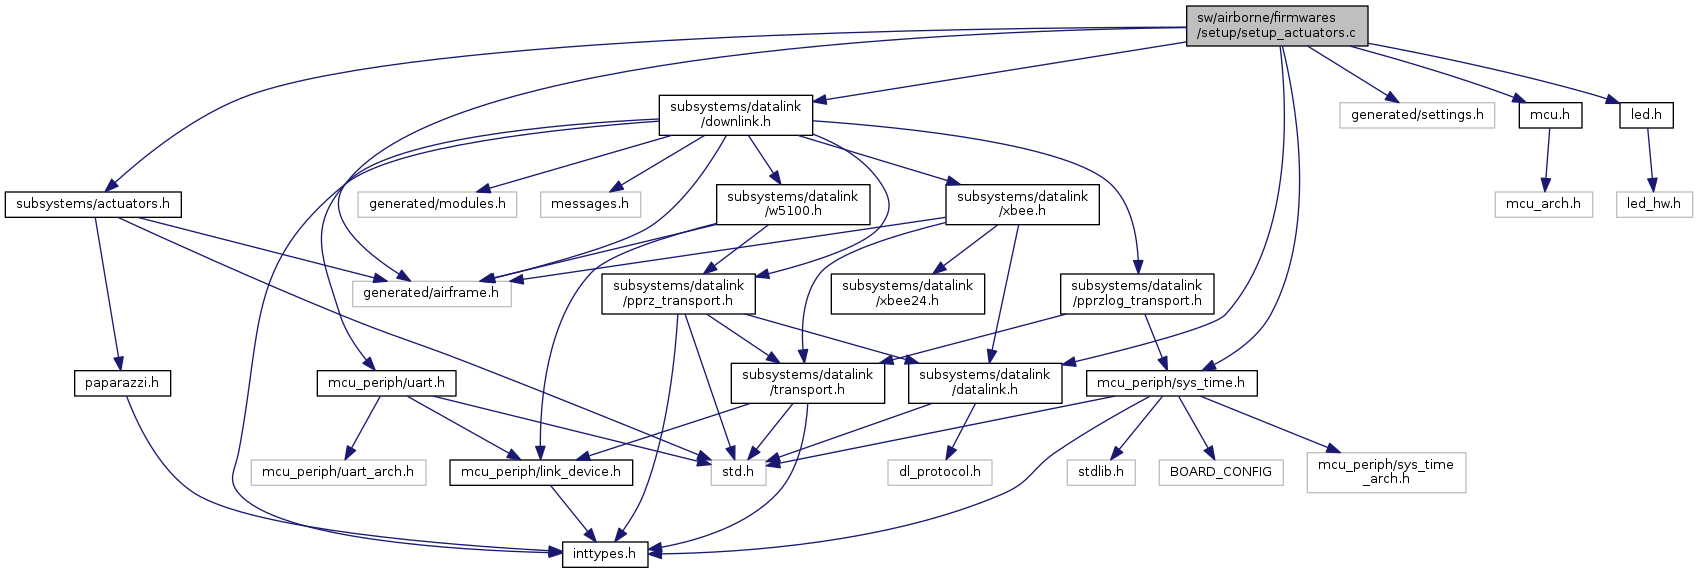 sw/airborne/firmwares
/setup/setup_actuators.c
subsystems/datalink
/downlink.h
generated/settings.h
mcu.h
led.h
subsystems/actuators.h
generated/modules.h
messages.h
subsystems/datalink
/w5100.h
subsystems/datalink
/xbee.h
mcu_arch.h
led_hw.h
generated/airframe.h
subsystems/datalink
/pprz_transport.h
subsystems/datalink
/xbee24.h
subsystems/datalink
/pprzlog_transport.h
paparazzi.h
mcu_periph/uart.h
subsystems/datalink
/transport.h
subsystems/datalink
/datalink.h
mcu_periph/sys_time.h
mcu_periph/uart_arch.h
mcu_periph/link_device.h
std.h
dl_protocol.h
stdlib.h
BOARD_CONFIG
mcu_periph/sys_time
_arch.h
inttypes.h